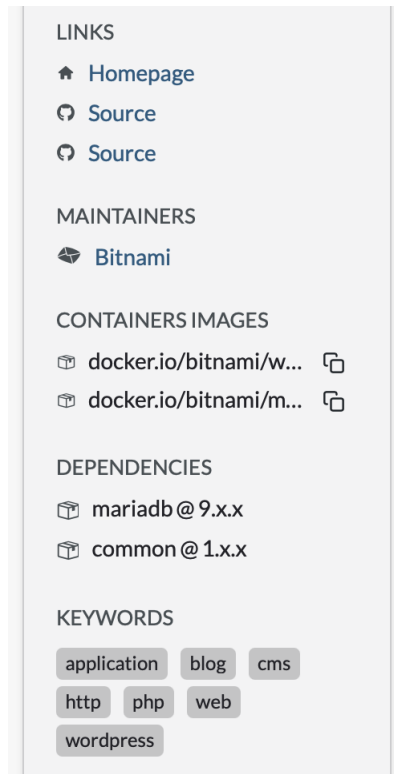 LINKS
Homepage
Source
Source
MAINTAINERS
Bitnami
CONTAINERS IMAGES
docker.io/bitnami/w...
docker.io/bitnami/m...
DEPENDENCIES
mariadb@9.x.x
common@1.x.x
KEYWORDS
application blog cms
http php web
wordpress